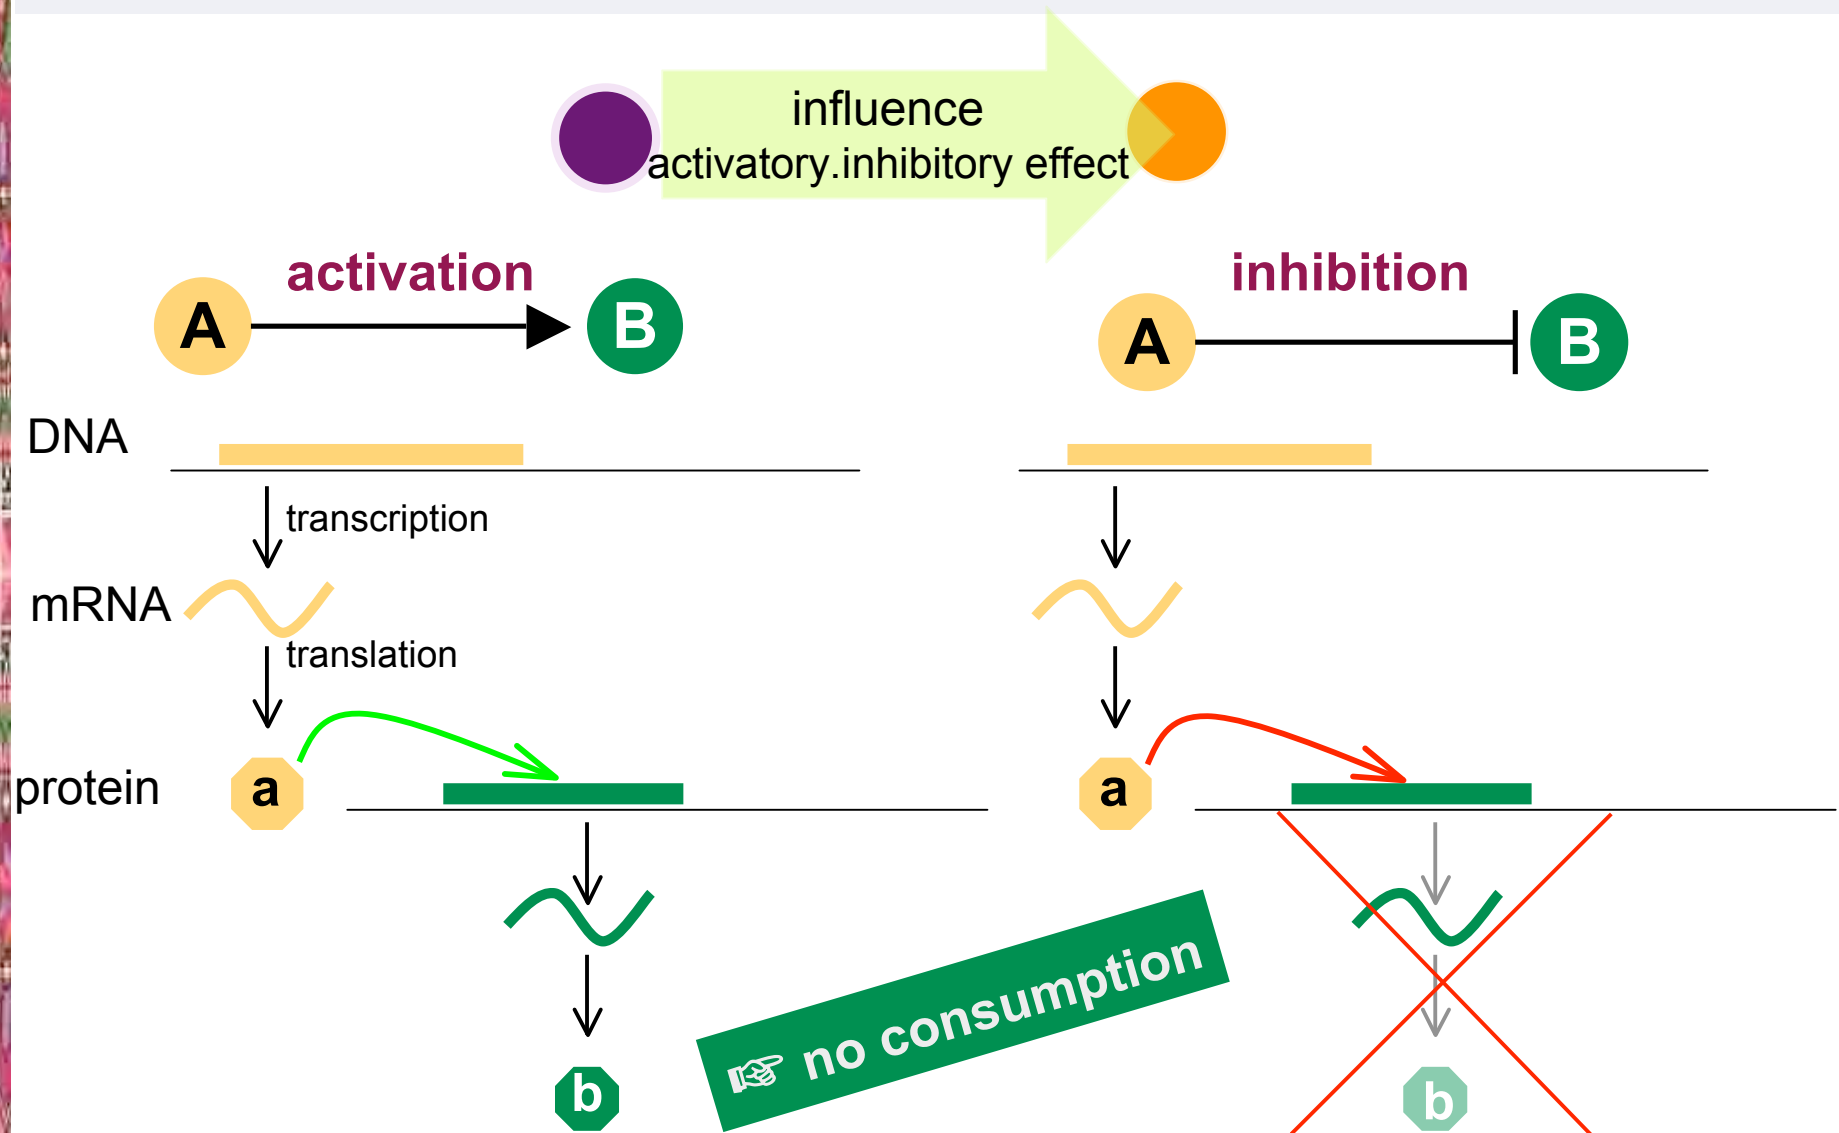 influence
activatory.inhibitory effect
activation
inhibition
A
B
A
B
DNA
transcription
mRNA
translation
protein
a
a
☞ no consumption
b
b